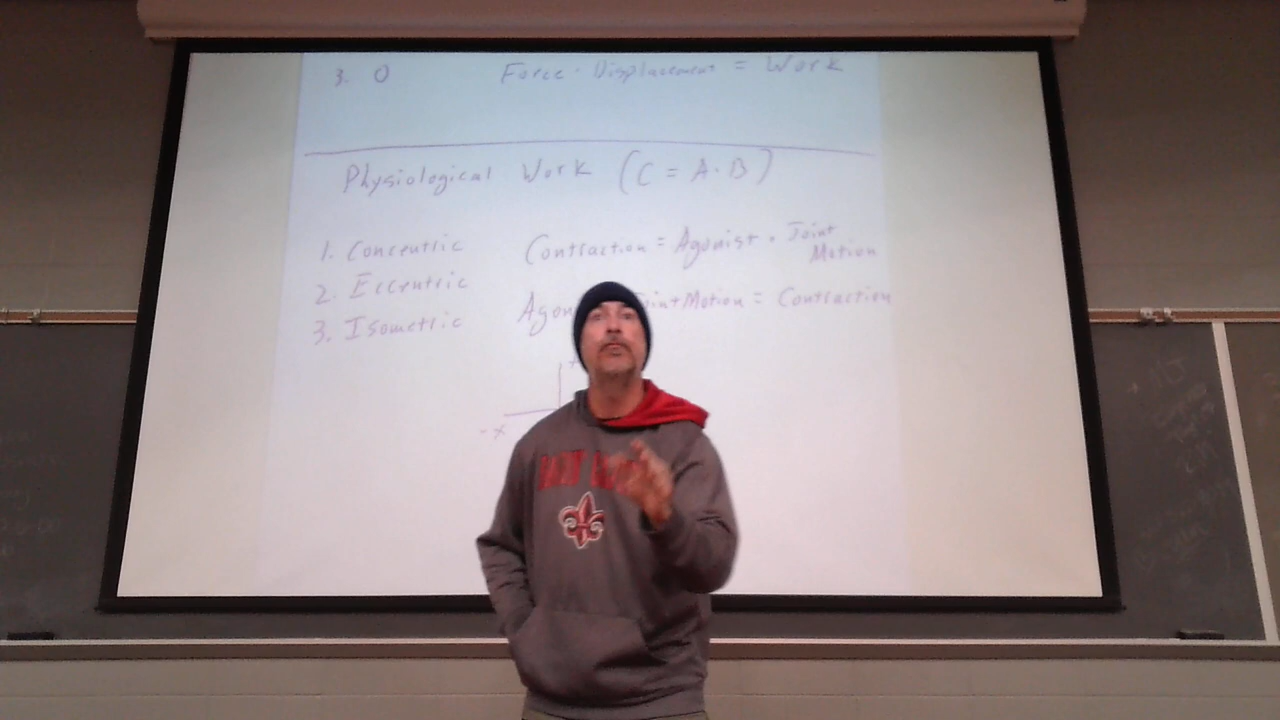 3. O Force · Displacement = Work
Physiological Work (C = A·B)
1. Concentric Contraction = Agonist · Joint Motion
2. Eccentric
Agon Joint Motion = Contraction
3. Isometric
-x